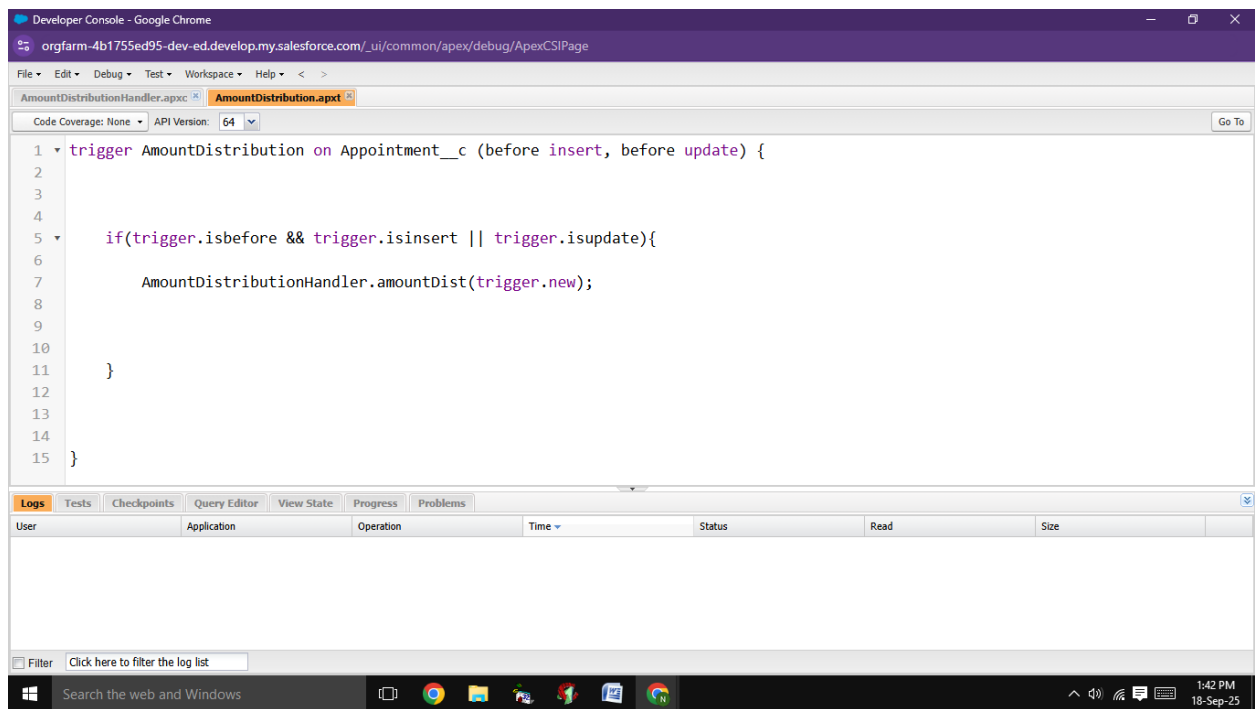 Developer Console - Google Chrome
orgfarm-4b1755ed95-dev-ed.develop.my.salesforce.com/_ui/common/apex/debug/ApexCSIPage
File Edit Debug Test Workspace Help < >
AmountDistributionHandler.apxc AmountDistribution.apxt
Code Coverage: None API Version: 64 Go To
1 trigger AmountDistribution on Appointment__c (before insert, before update) {
2
3
4
5 if(trigger.isbefore && trigger.isinsert || trigger.isupdate){
6
7 AmountDistributionHandler.amountDist(trigger.new);
8
9
10
11 }
12
13
14
15 }
Logs Tests Checkpoints Query Editor View State Progress Problems
User Application Operation Time Status Read Size
Filter Click here to filter the log list
Search the web and Windows
1:42 PM
18-Sep-25